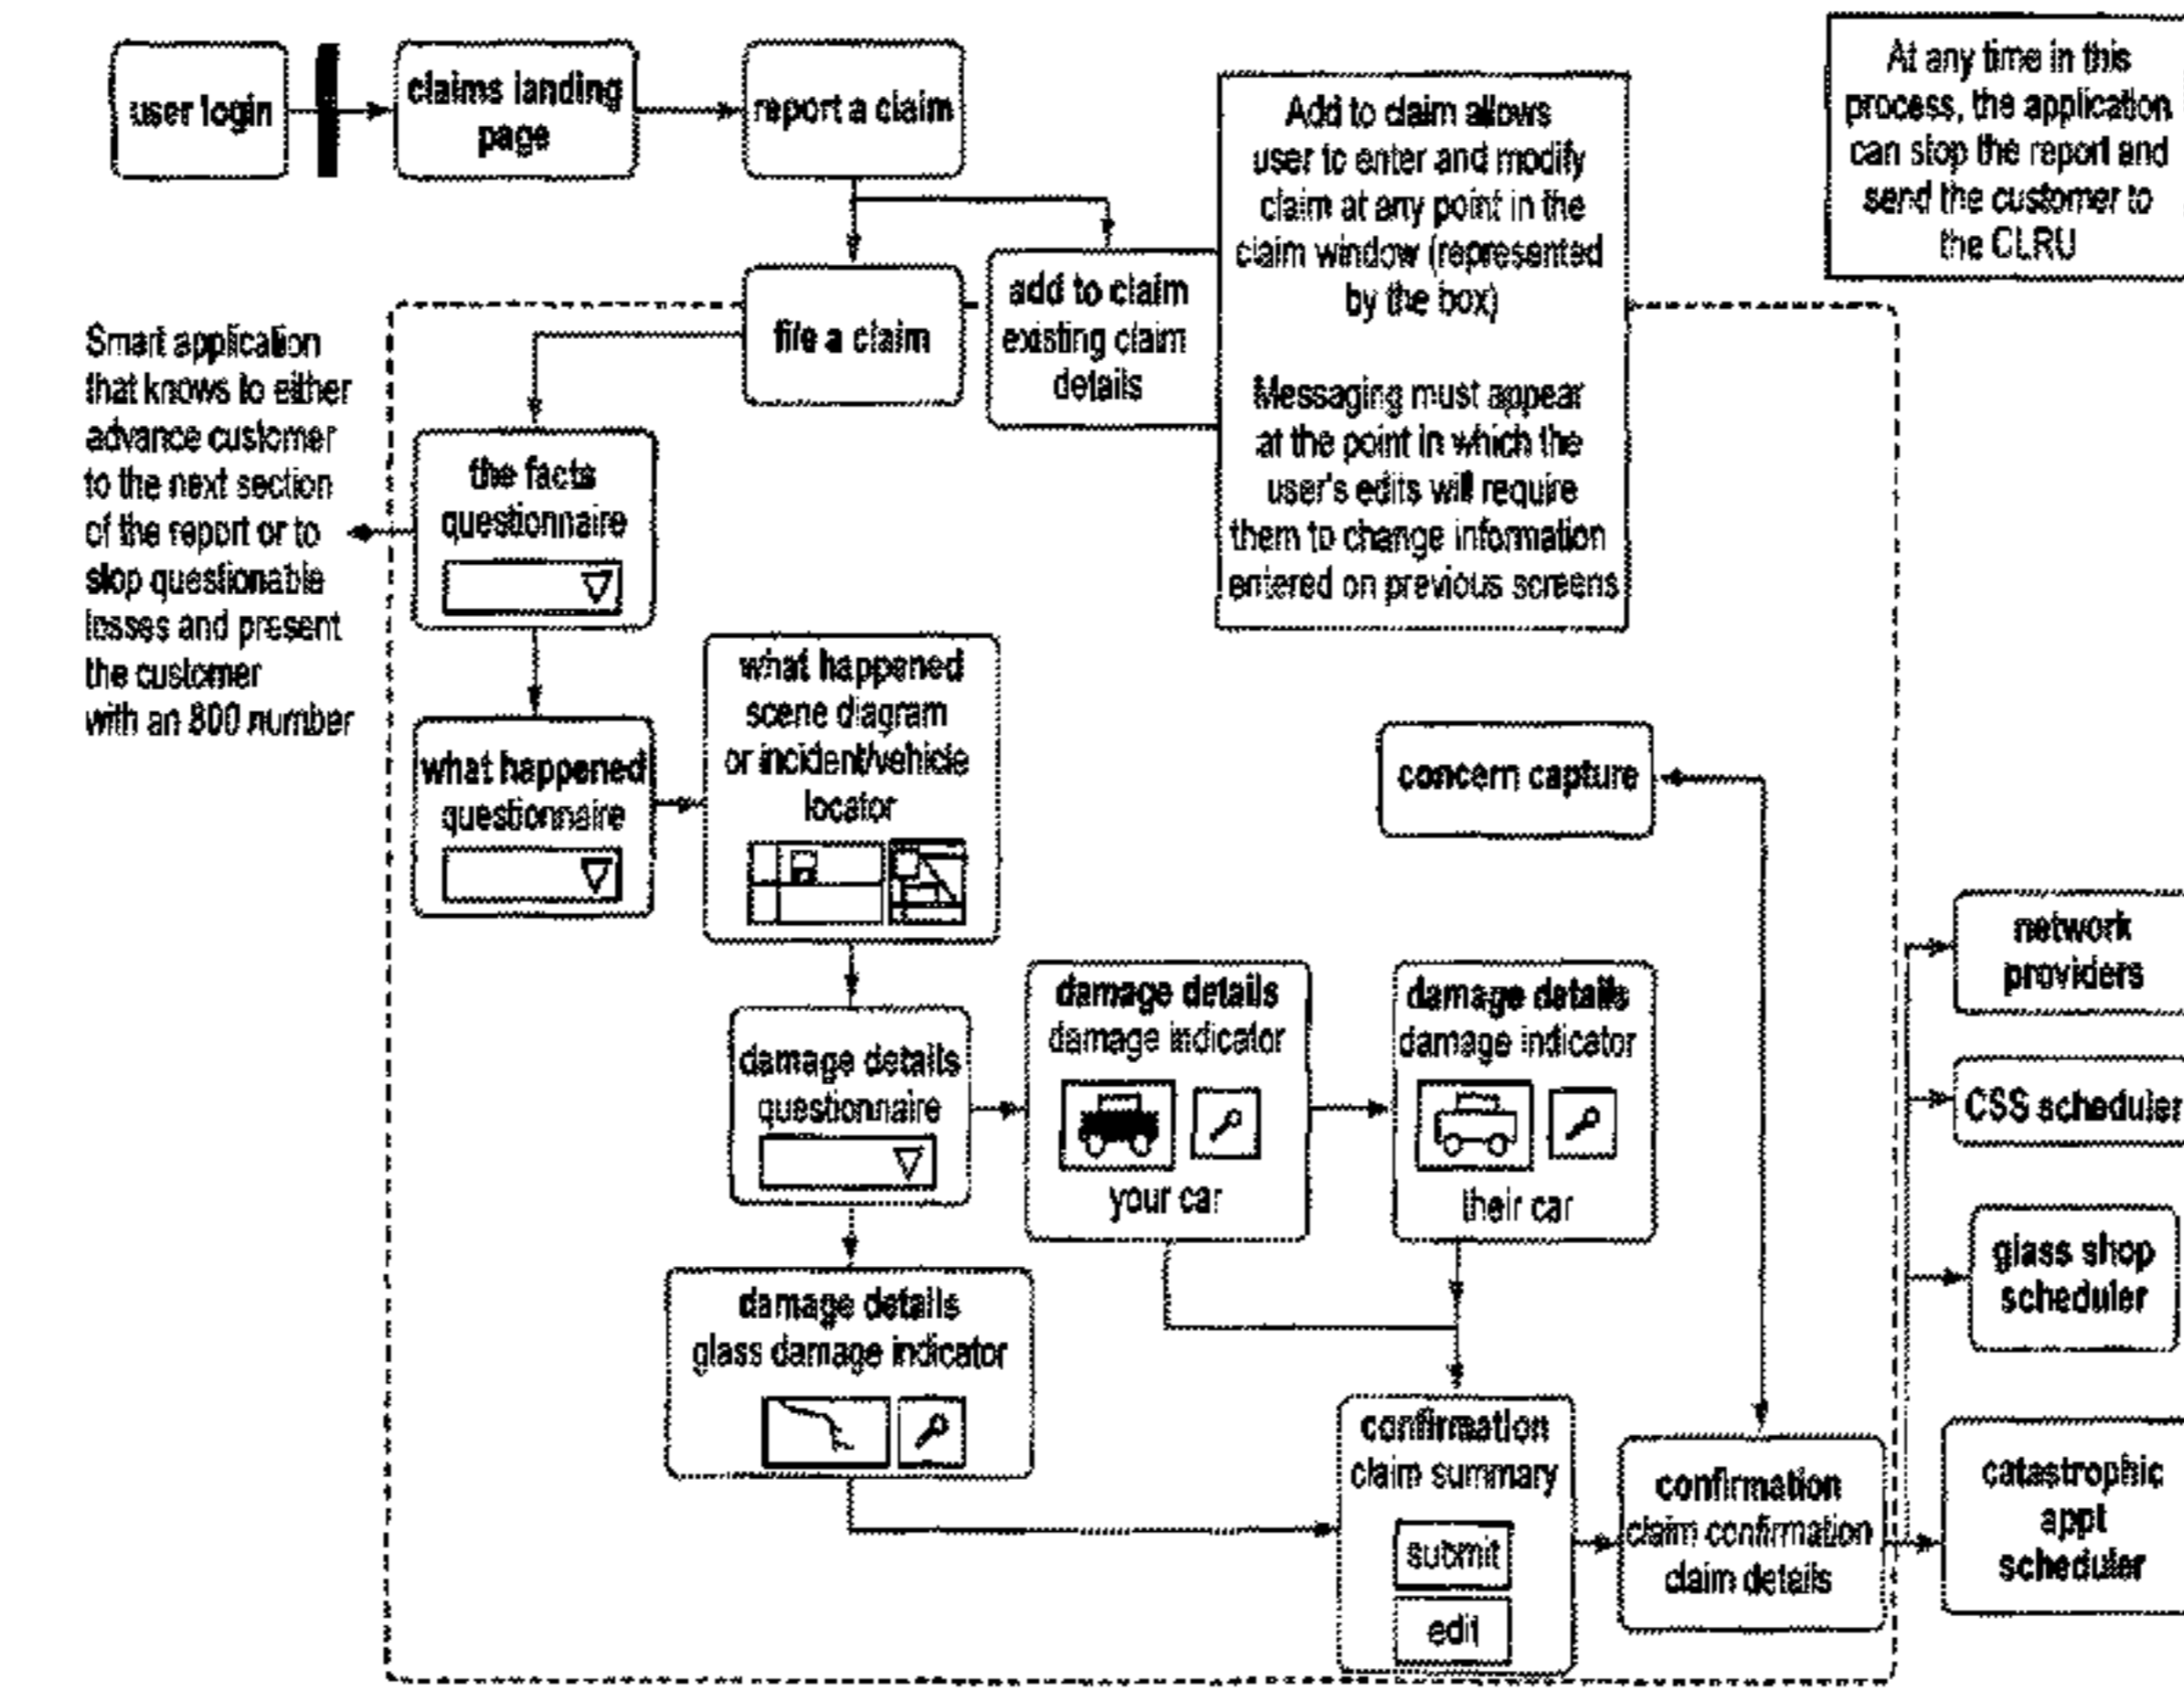 user login
claims landing
page
report a claim
Add to claim allows
user to enter and modify
claim at any point in the
claim window (represented
by the box)
Messaging must appear
at the point in which the
user's edits will require
them to change information
entered on previous screens
At any time in this
process, the application
can stop the report and
send the customer to
the CLRU
file a claim
add to claim
existing claim
details
Smart application
that knows to either
advance customer
to the next section
of the report or to
stop questionable
losses and present
the customer
with an 800 number
the facts
questionnaire
what happened
questionnaire
what happened
scene diagram
or incident/vehicle
locator
concern capture
damage details
questionnaire
damage details
damage indicator
your car
damage details
damage indicator
their car
network
providers
CSS scheduler
glass shop
scheduler
damage details
glass damage indicator
confirmation
claim summary
submit
edit
confirmation
claim confirmation
claim details
catastrophic
appt
scheduler